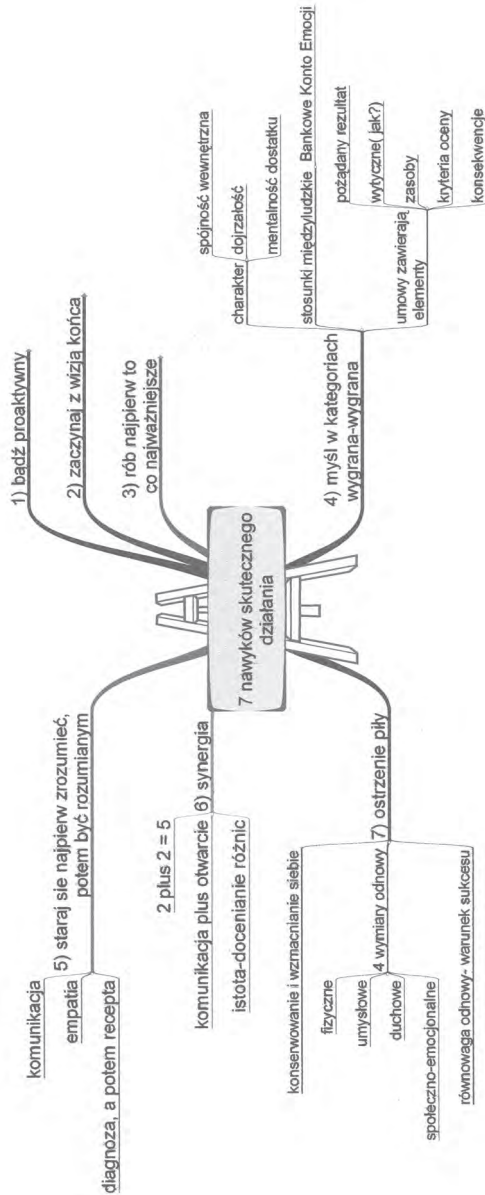 7 nawyków skutecznego
działania
1) bądź proaktywny
2) zaczynaj z wizją końca
3) rób najpierw to
co najważniejsze
4) myśl w kategoriach
wygrana-wygrana
charakter
spójność wewnętrzna
dojrzałość
mentalność dostatku
stosunki międzyludzkie
Bankowe Konto Emocji
umowy zawierają
elementy
pożądany rezultat
wytyczne( jak?)
zasoby
kryteria oceny
konsekwencje
5) staraj sie najpierw zrozumieć,
potem być rozumianym
komunikacja
empatia
diagnoza, a potem recepta
6) synergia
2 plus 2 = 5
komunikacja plus otwarcie
istota-docenianie różnic
7) ostrzenie piły
konserwowanie i wzmacnianie siebie
4 wymiary odnowy
fizyczne
umysłowe
duchowe
społeczno-emocjonalne
równowaga odnowy- warunek sukcesu